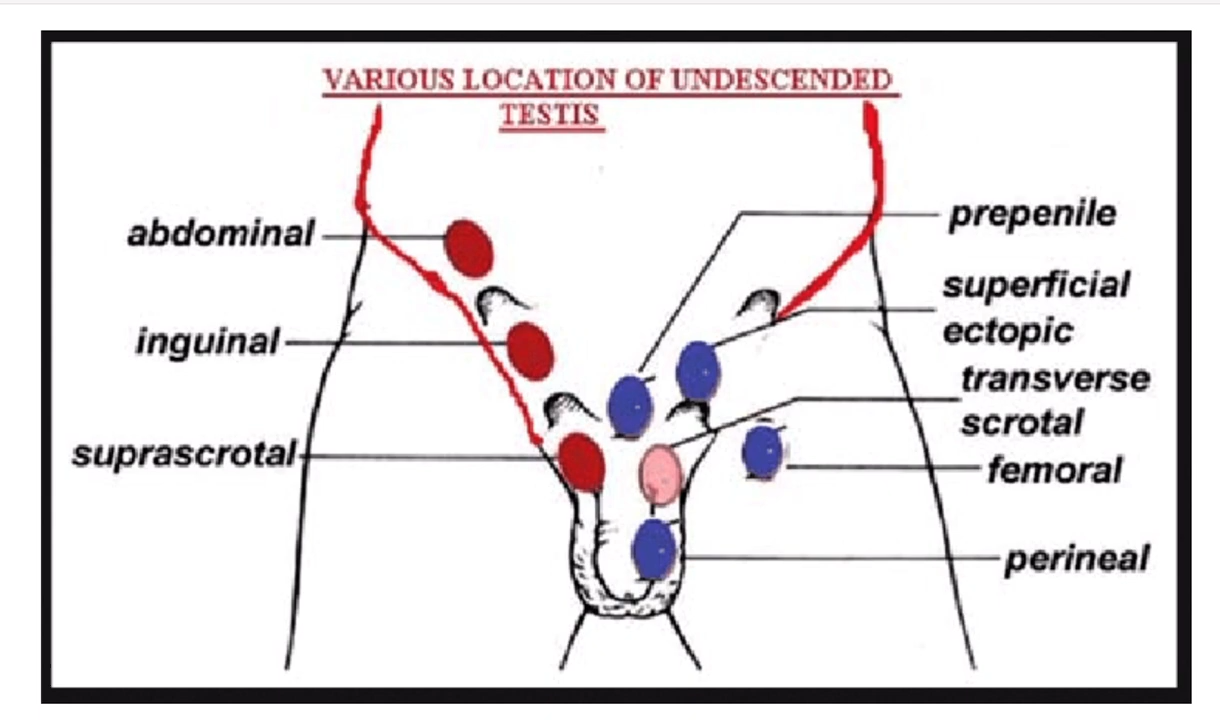 VARIOUS LOCATION OF UNDESCENDED
TESTIS
abdominal
inguinal
suprascrotal
prepenile
superficial
ectopic
transverse
scrotal
femoral
perineal